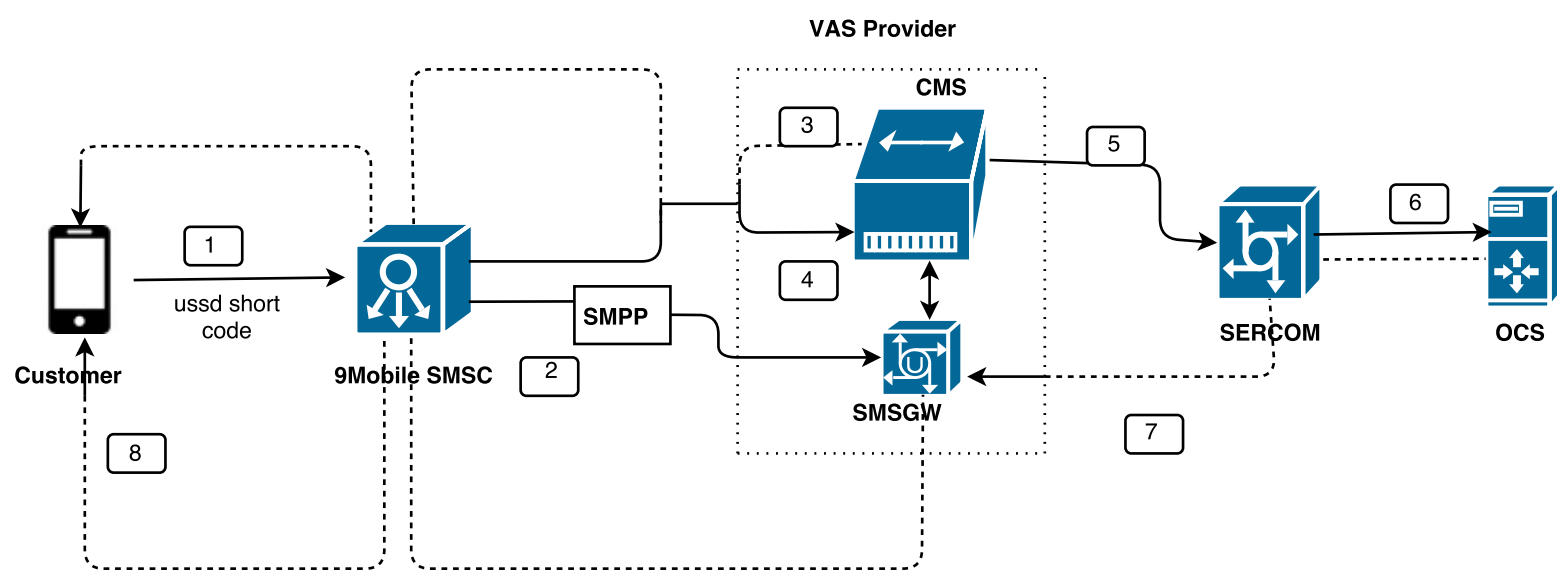 VAS Provider
CMS
3
5
1
6
ussd short
code
4
SMPP
SERCOM
OCS
Customer
9Mobile SMSC
2
U
SMSGW
7
8